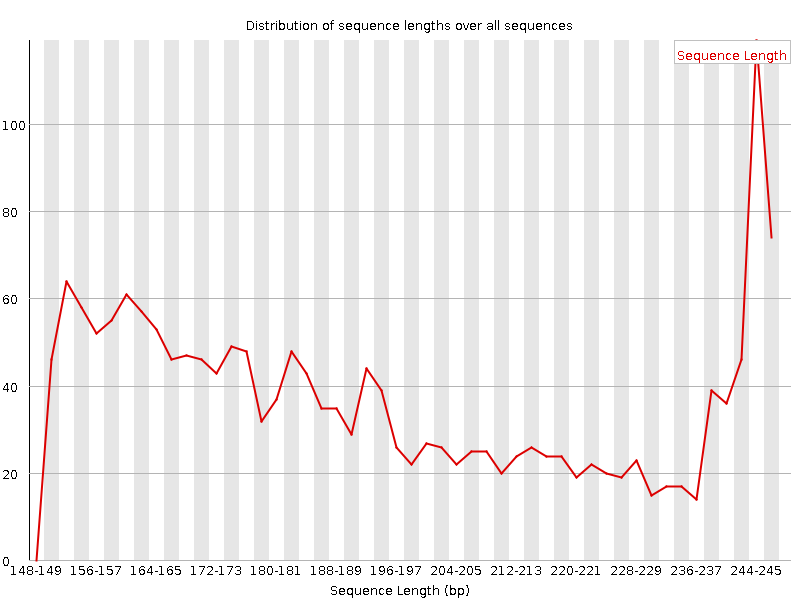 Distribution of sequence lengths over all sequences
Sequence Length
100
80
60
40
20
0
148-149 156-157 164-165 172-173 180-181 188-189 196-197 204-205 212-213 220-221 228-229 236-237 244-245
Sequence Length (bp)